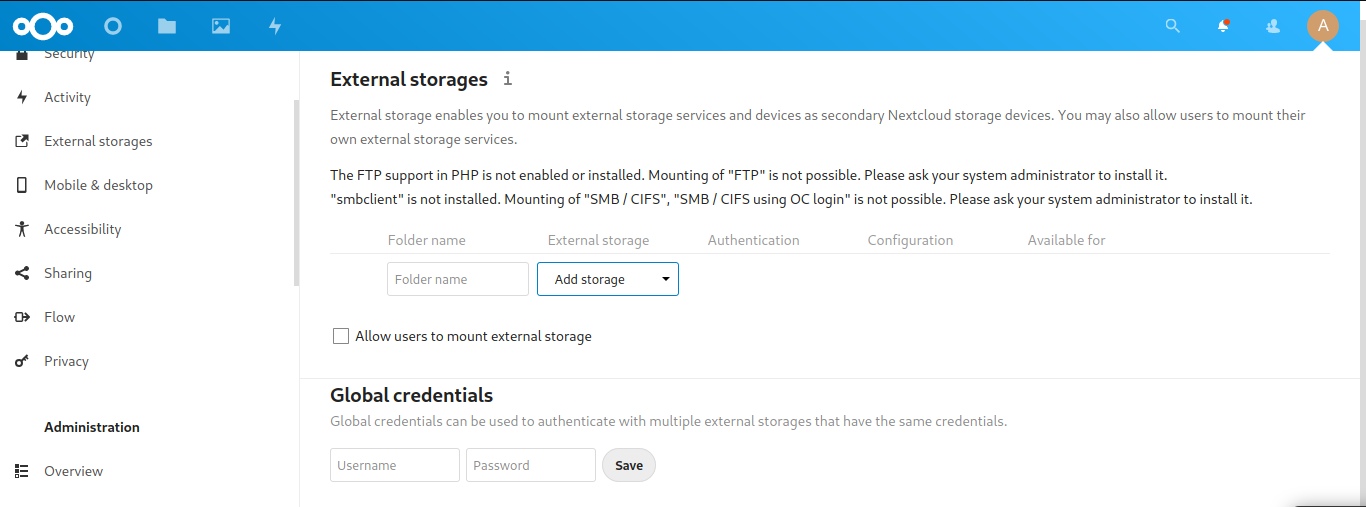 A
Security
Activity
External storages
Mobile & desktop
Accessibility
Sharing
Flow
Privacy
Administration
Overview
External storages i
External storage enables you to mount external storage services and devices as secondary Nextcloud storage devices. You may also allow users to mount their
own external storage services.
The FTP support in PHP is not enabled or installed. Mounting of "FTP" is not possible. Please ask your system administrator to install it.
"smbclient" is not installed. Mounting of "SMB / CIFS", "SMB / CIFS using OC login" is not possible. Please ask your system administrator to install it.
Folder name External storage Authentication Configuration Available for
Folder name Add storage
Allow users to mount external storage
Global credentials
Global credentials can be used to authenticate with multiple external storages that have the same credentials.
Username Password Save